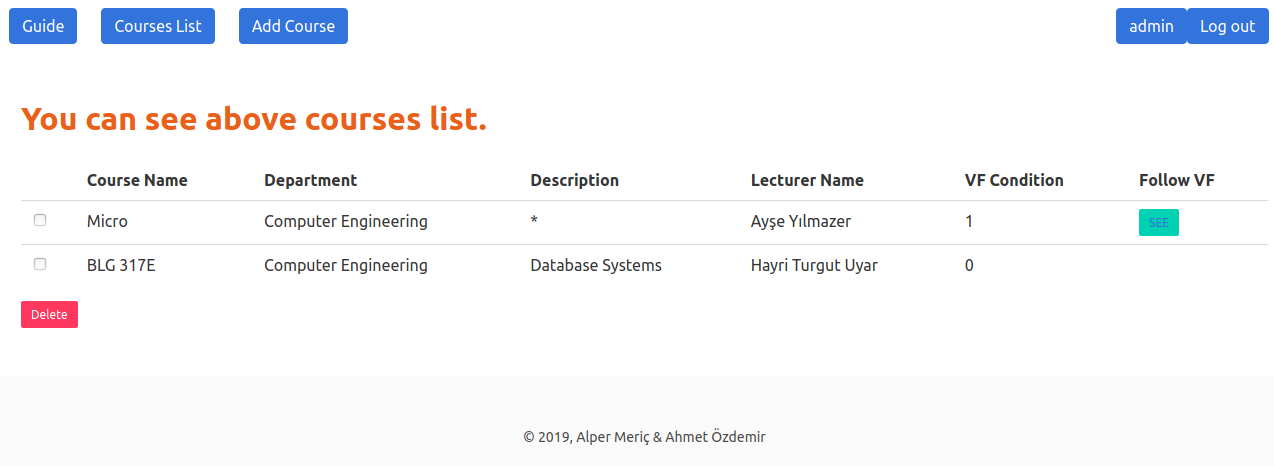 Guide Courses List Add Course admin Log out
You can see above courses list.
Course Name Department Description Lecturer Name VF Condition Follow VF
Micro Computer Engineering * Ayşe Yılmazer 1 SEE
BLG 317E Computer Engineering Database Systems Hayri Turgut Uyar 0
Delete
© 2019, Alper Meriç & Ahmet Özdemir